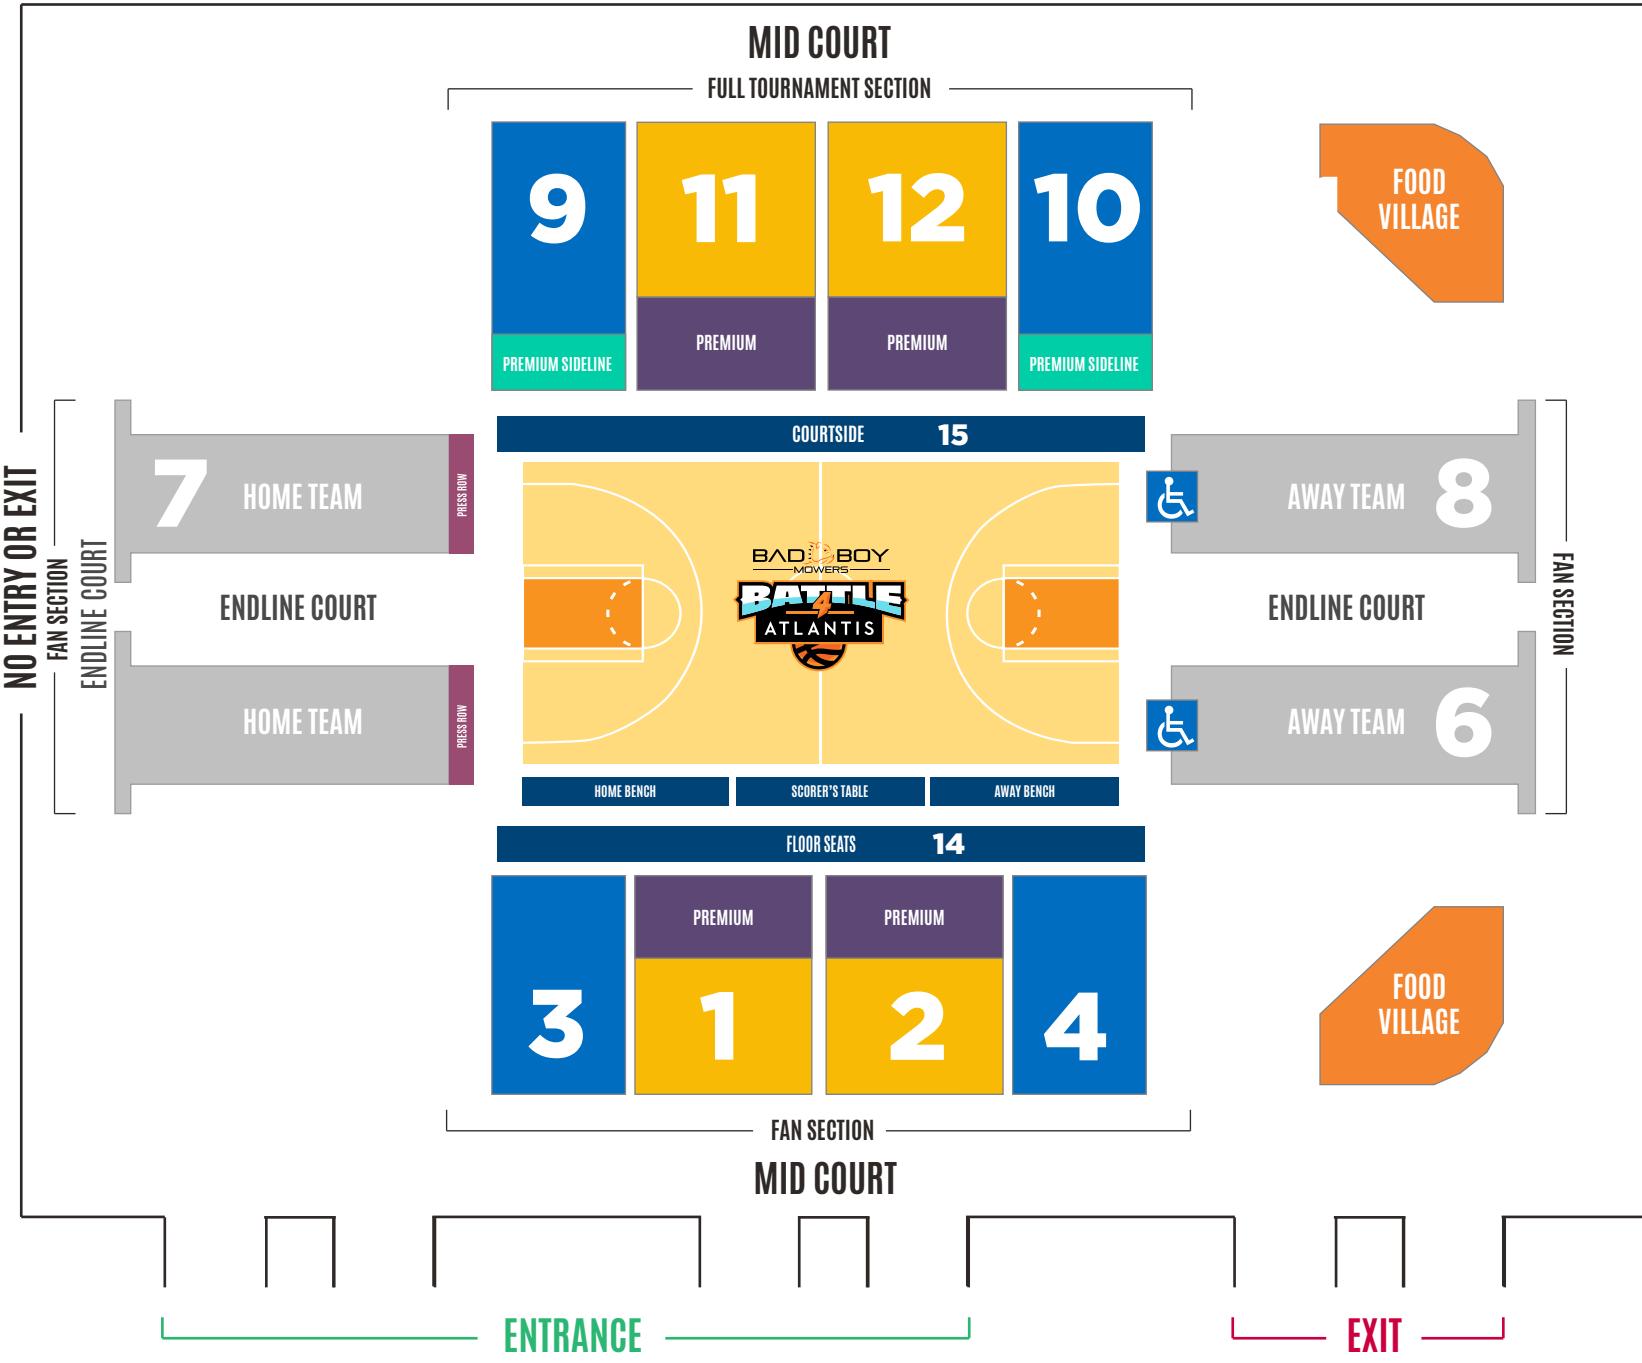 MID COURT
FULL TOURNAMENT SECTION
9
11
12
10
FOOD
VILLAGE
PREMIUM SIDELINE
PREMIUM
PREMIUM
PREMIUM SIDELINE
COURTSIDE 15
NO ENTRY OR EXIT
FAN SECTION
ENDLINE COURT
7 HOME TEAM
PRESS ROW
AWAY TEAM 8
BAD BOY
MOWERS
BATTLE
4
ATLANTIS
ENDLINE COURT
ENDLINE COURT
FAN SECTION
HOME TEAM
PRESS ROW
AWAY TEAM 6
HOME BENCH
SCORER'S TABLE
AWAY BENCH
FLOOR SEATS 14
PREMIUM
PREMIUM
3
1
2
4
FOOD
VILLAGE
FAN SECTION
MID COURT
ENTRANCE
EXIT